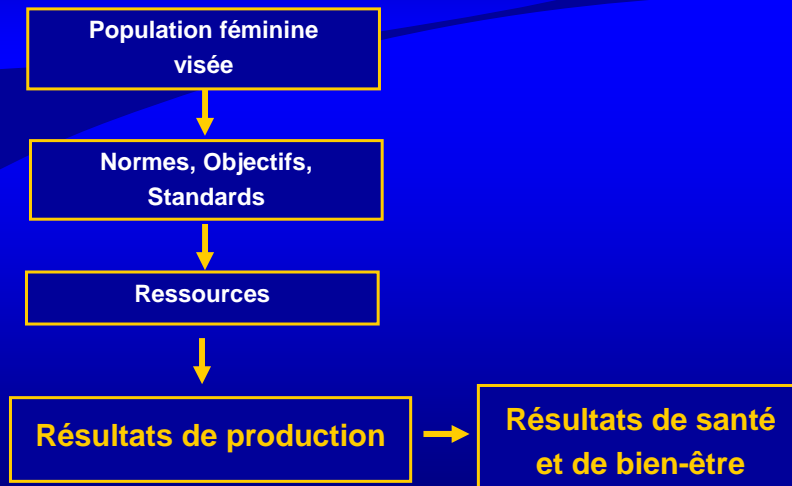 Population féminine
visée
Normes, Objectifs,
Standards
Ressources
Résultats de production
Résultats de santé
et de bien-être